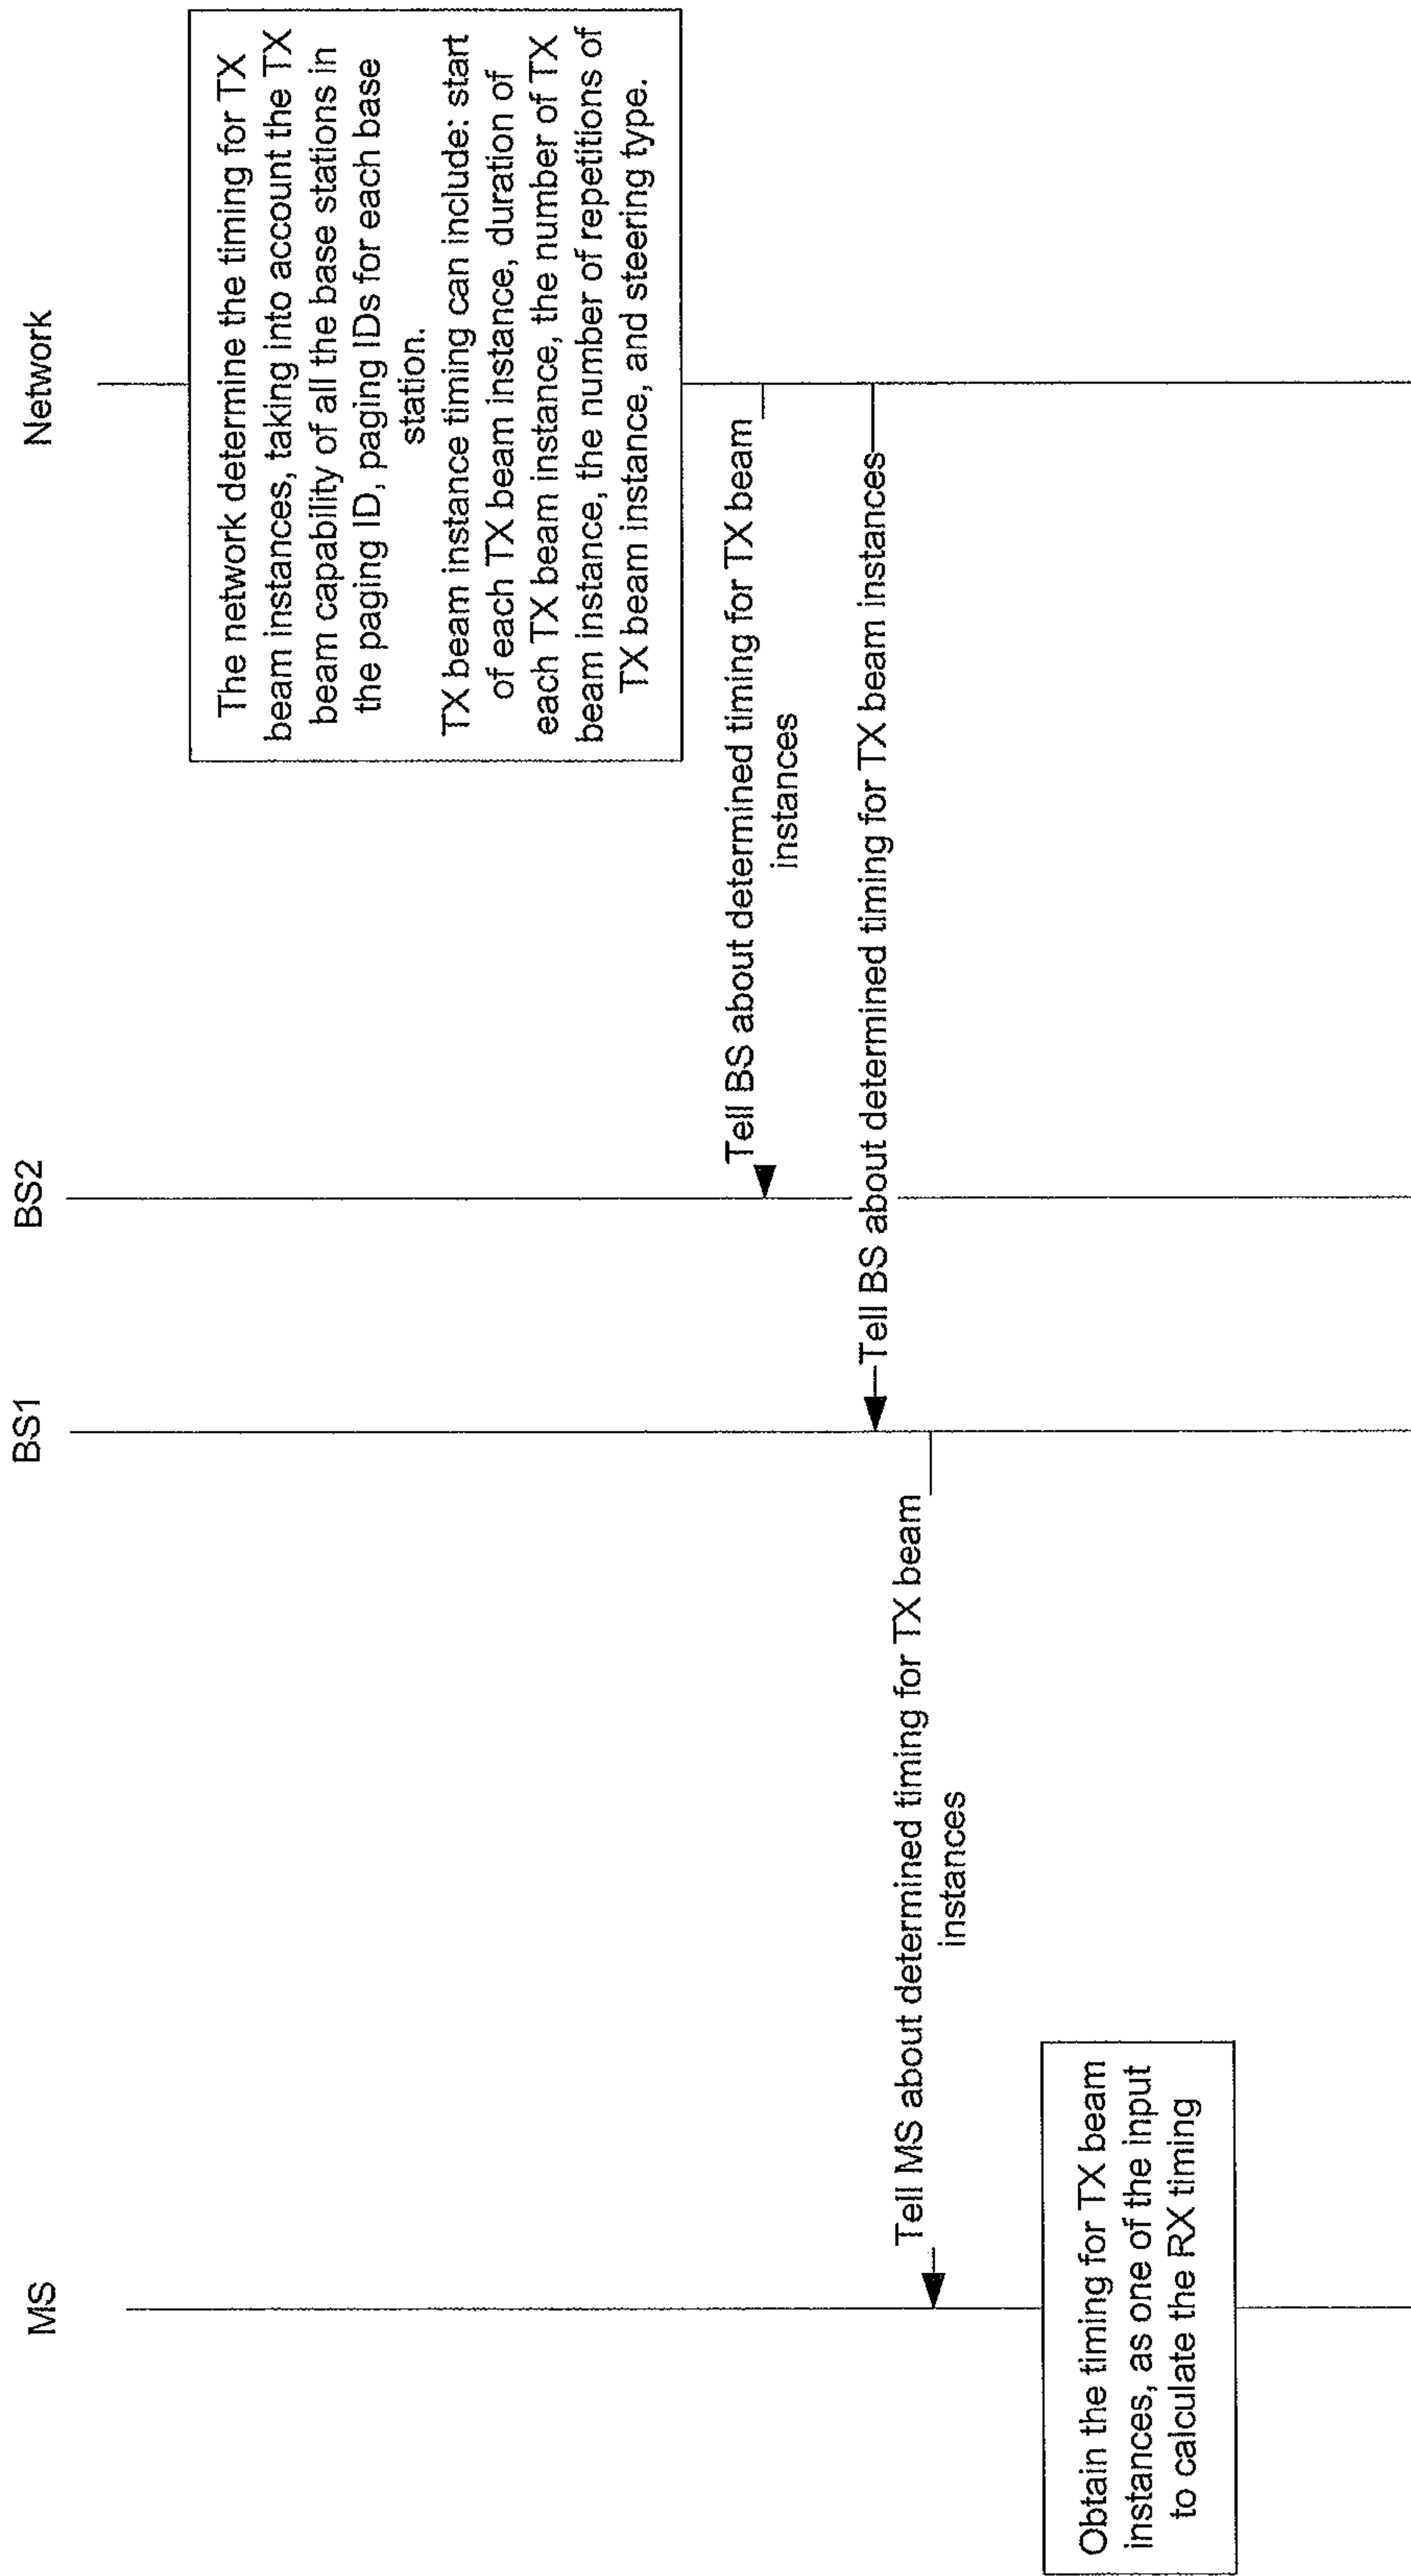 MS
BS1
BS2
Network
The network determine the timing for TX
beam instances, taking into account the TX
beam capability of all the base stations in
the paging ID, paging IDs for each base
station.
TX beam instance timing can include: start
of each TX beam instance, duration of
each TX beam instance, the number of TX
beam instance, the number of repetitions of
TX beam instance, and steering type.
Tell BS about determined timing for TX beam
instances
Tell BS about determined timing for TX beam instances
Tell MS about determined timing for TX beam
instances
Obtain the timing for TX beam
instances, as one of the input
to calculate the RX timing